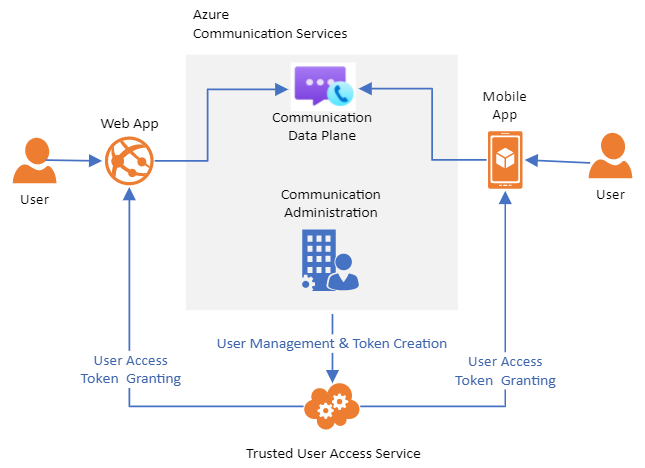 Azure
Communication Services
Communication
Data Plane
Mobile
App
Web App
User
User
Communication
Administration
User Management & Token Creation
User Access
Token Granting
User Access
Token Granting
Trusted User Access Service